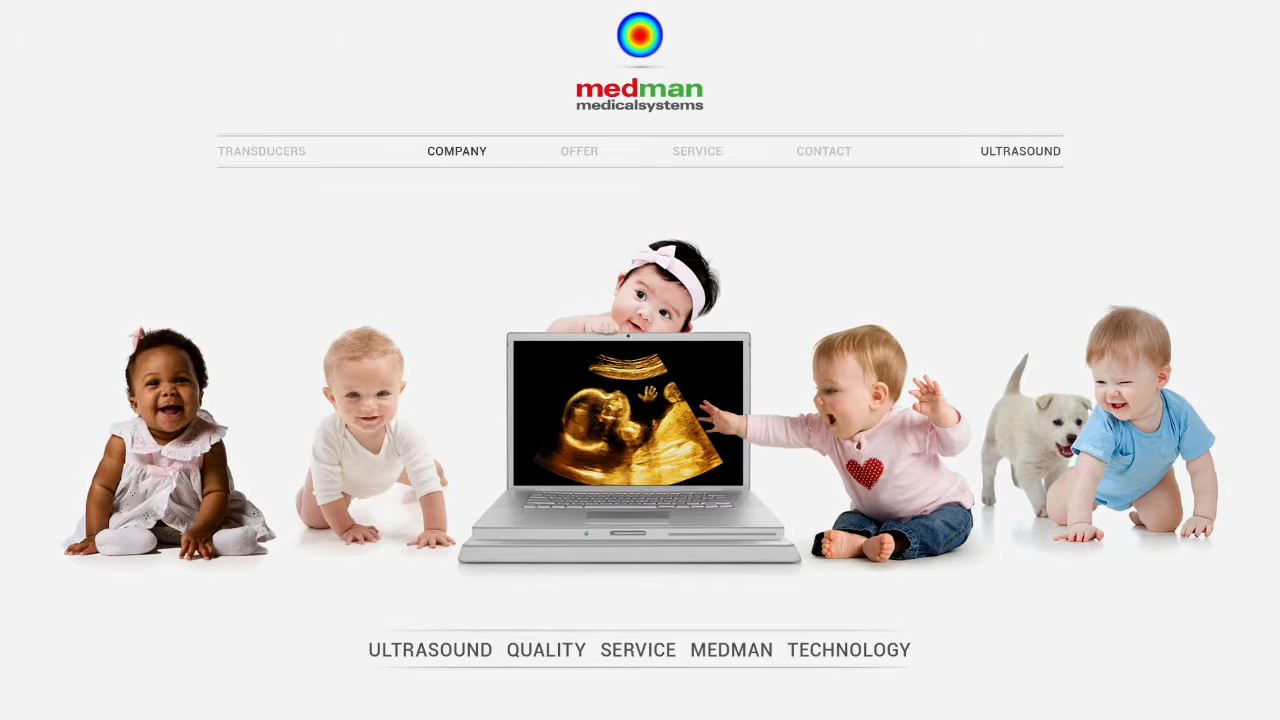 medman
medicalsystems
TRANSDUCERS COMPANY OFFER SERVICE CONTACT ULTRASOUND
ULTRASOUND QUALITY SERVICE MEDMAN TECHNOLOGY